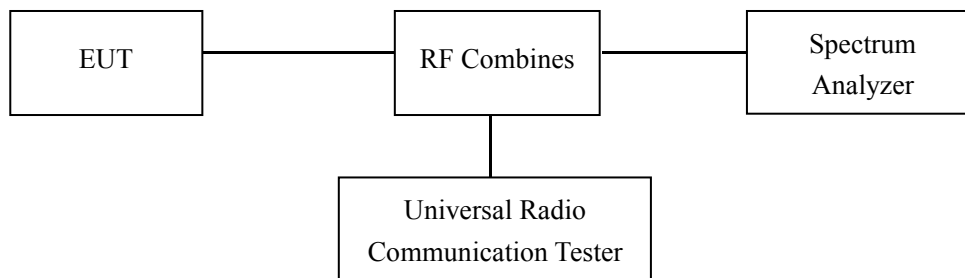 EUT
RF Combines
Spectrum
Analyzer
Universal Radio
Communication Tester